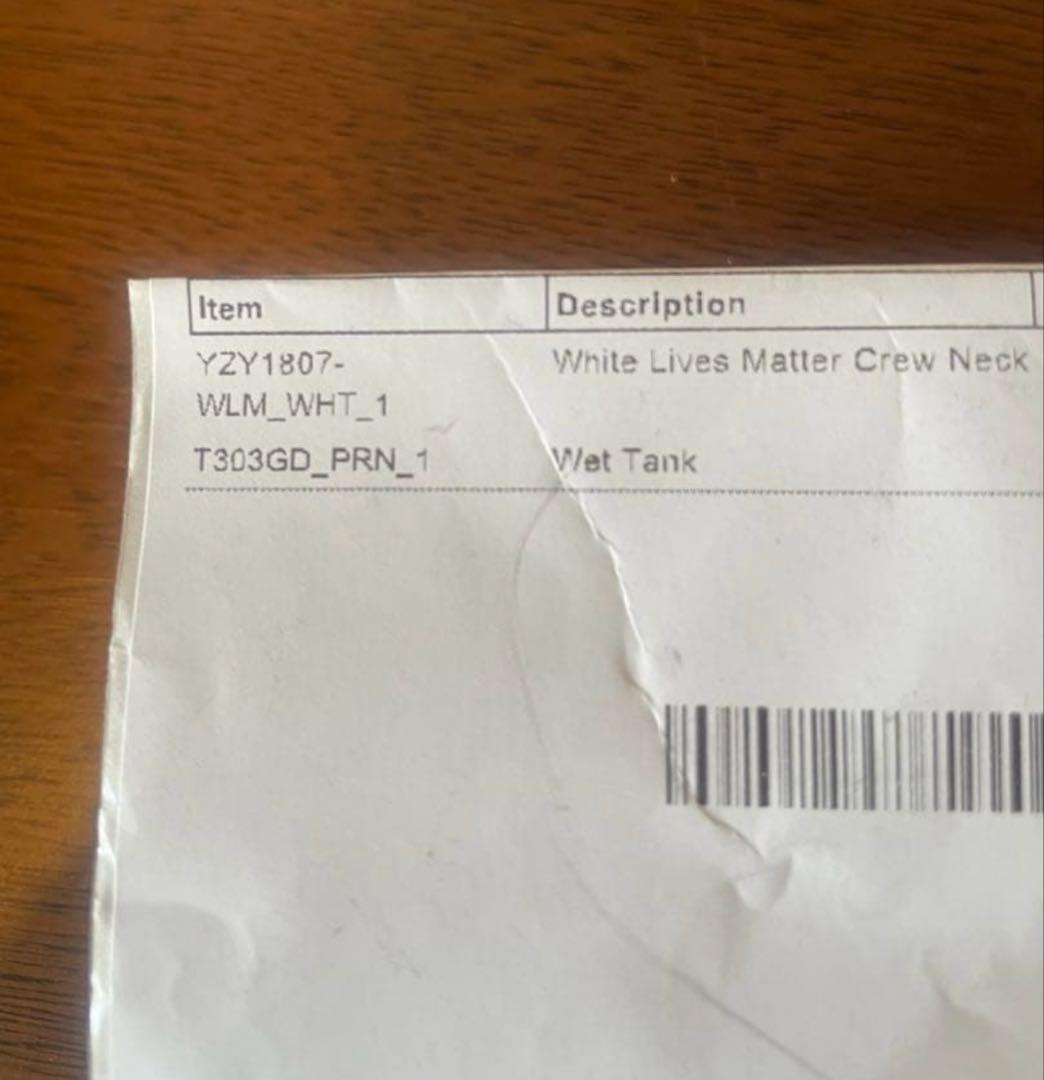 Item Description
YZY1807- White Lives Matter Crew Neck
WLM_WHT_1
T303GD_PRN_1 Wet Tank